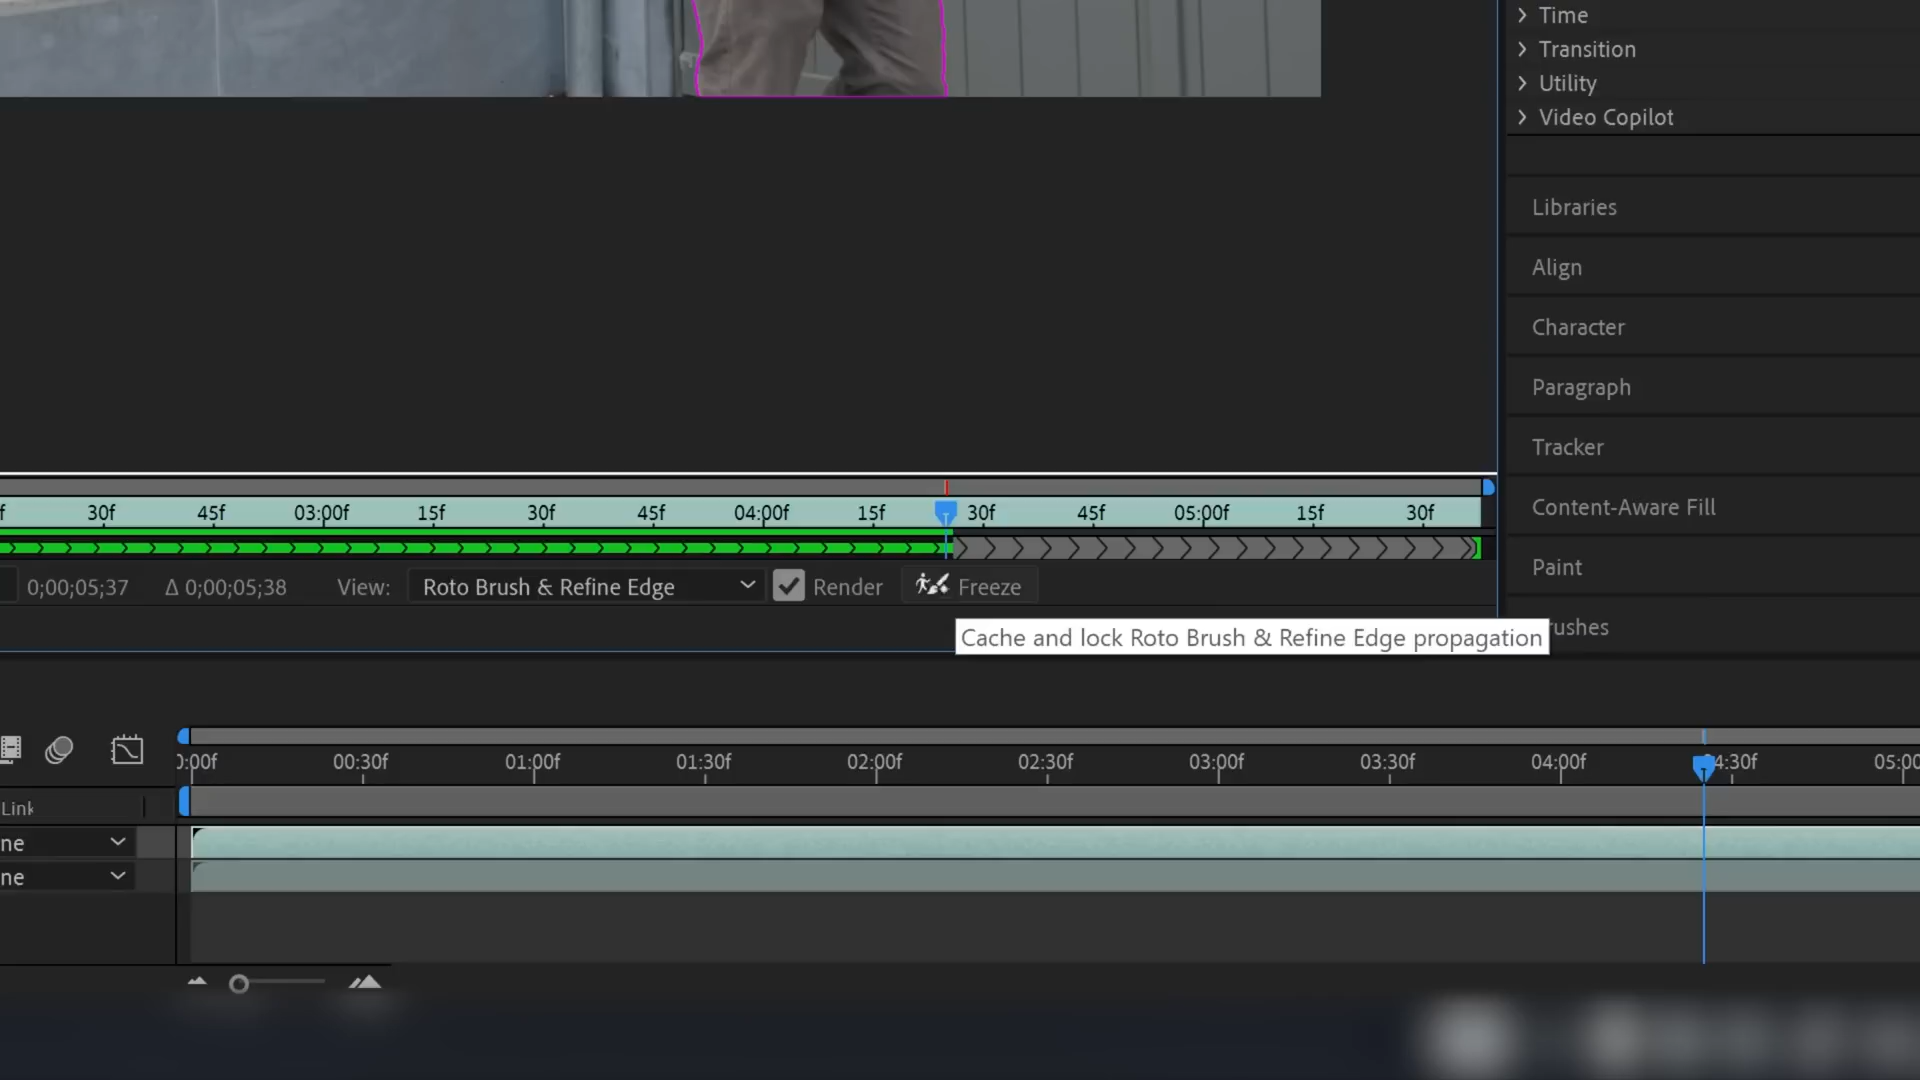 Time
Transition
Utility
Video Copilot
Libraries
Align
Character
Paragraph
Tracker
Content-Aware Fill
Paint
rushes
f 30f 45f 03:00f 15f 30f 45f 04:00f 15f 30f 45f 05:00f 15f 30f
0;00;05;37 Δ 0;00;05;38 View: Roto Brush & Refine Edge Render Freeze
Cache and lock Roto Brush & Refine Edge propagation
0:00f 00:30f 01:00f 01:30f 02:00f 02:30f 03:00f 03:30f 04:00f 4:30f 05:00
Link
ne
ne